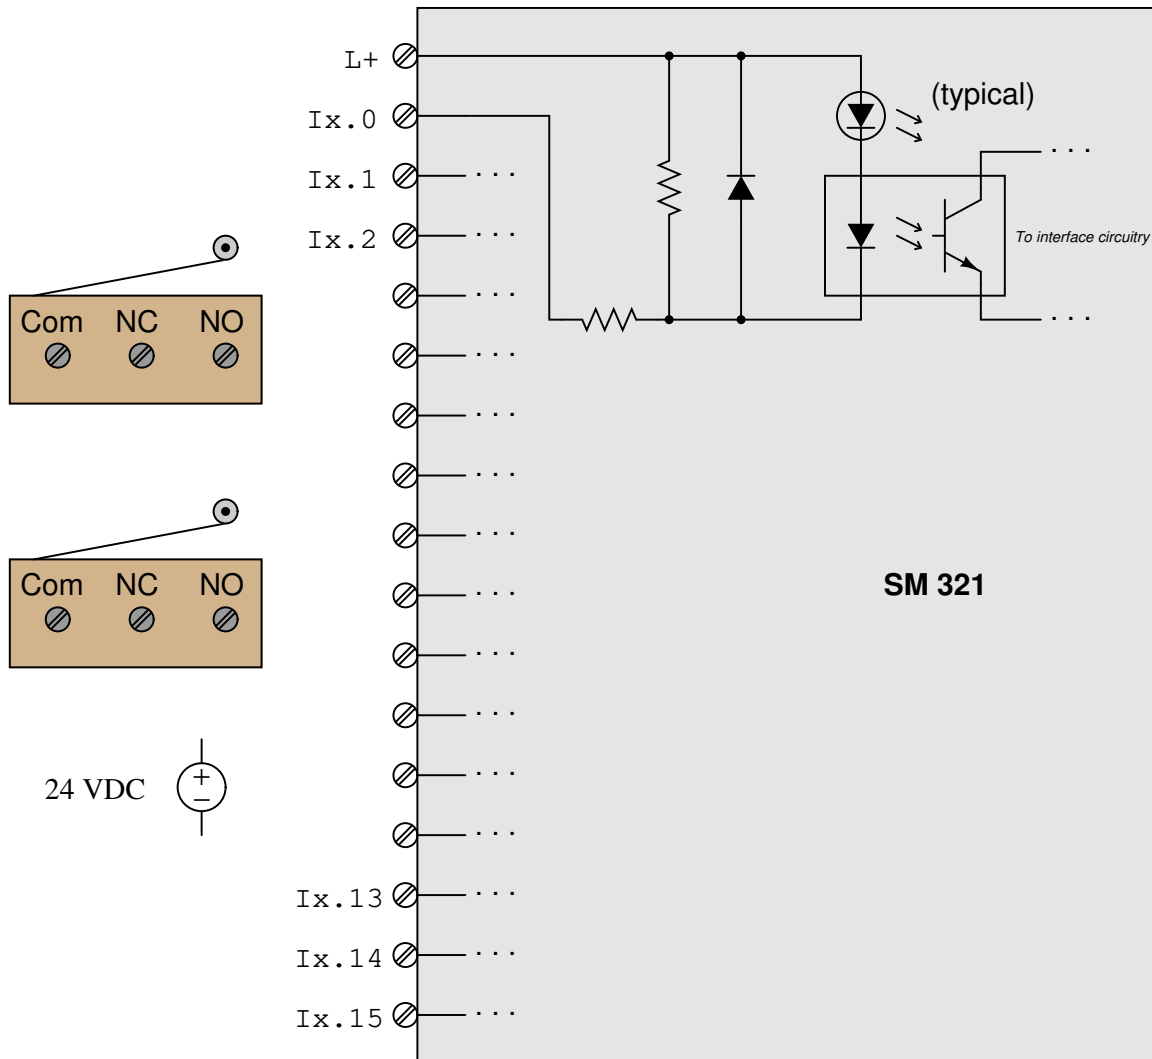 L+
Ix.0
(typical)
Ix.1 · · ·
· · ·
Ix.2 · · ·
To interface circuitry
Com NC NO
· · ·
· · ·
· · ·
· · ·
· · ·
· · ·
Com NC NO
· · ·
SM 321
· · ·
· · ·
· · ·
24 VDC
+
−
· · ·
· · ·
Ix.13 · · ·
Ix.14 · · ·
Ix.15 · · ·